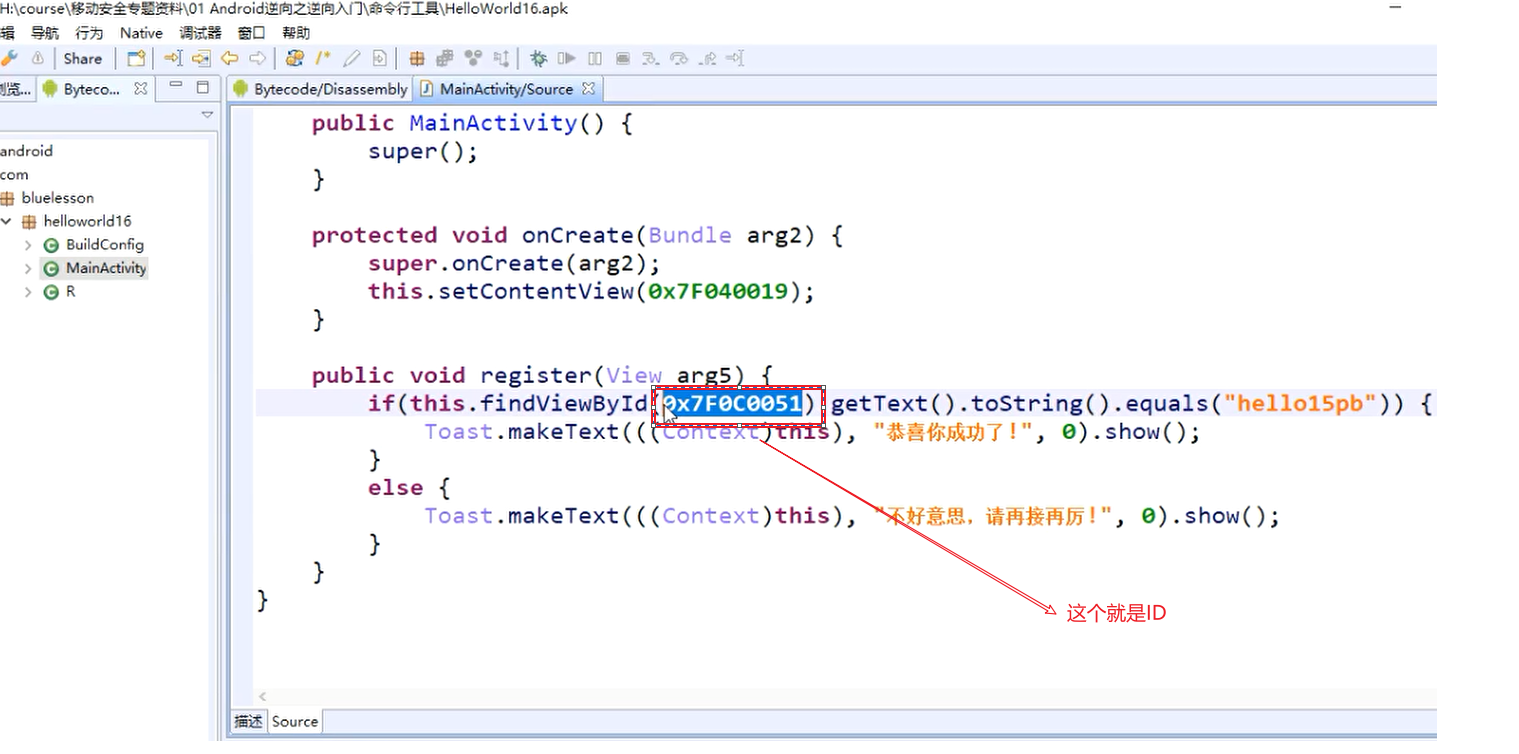 H:\course\移动安全专题资料\01 Android逆向之逆向入门\命令行工具\HelloWorld16.apk
辑 导航 行为 Native 调试器 窗口 帮助
Share
浏览... Byteco...
Bytecode/Disassembly MainActivity/Source
android
com
bluelesson
helloworld16
BuildConfig
MainActivity
R
public MainActivity() {
super();
}
protected void onCreate(Bundle arg2) {
super.onCreate(arg2);
this.setContentView(0x7F040019);
}
public void register(View arg5) {
if(this.findViewById(0x7F0C0051).getText().toString().equals("hello15pb")) {
Toast.makeText(((Context)this), "恭喜你成功了!", 0).show();
}
else {
Toast.makeText(((Context)this), "不好意思，请再接再厉!", 0).show();
}
}
}
这个就是ID
描述 Source